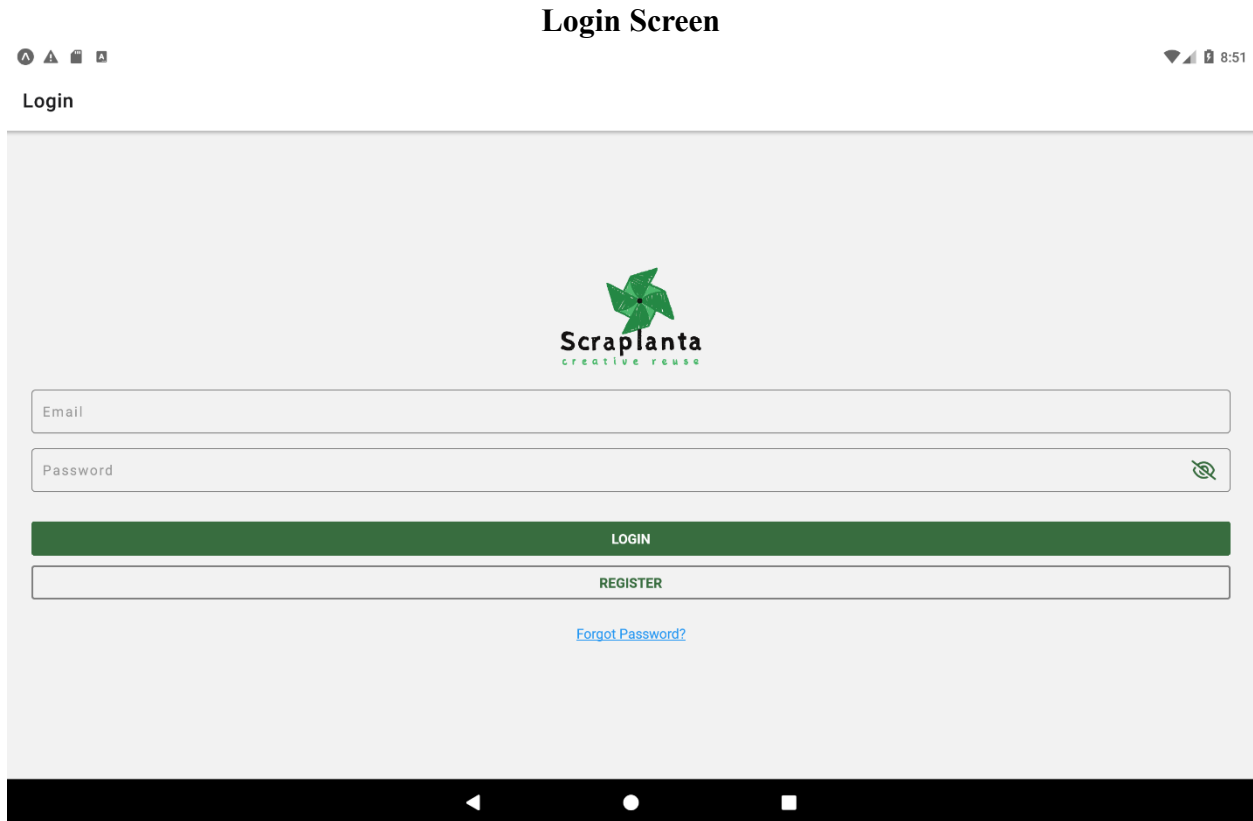 Login Screen
8:51
Login
Scraplanta
creative reuse
Email
Password
LOGIN
REGISTER
Forgot Password?